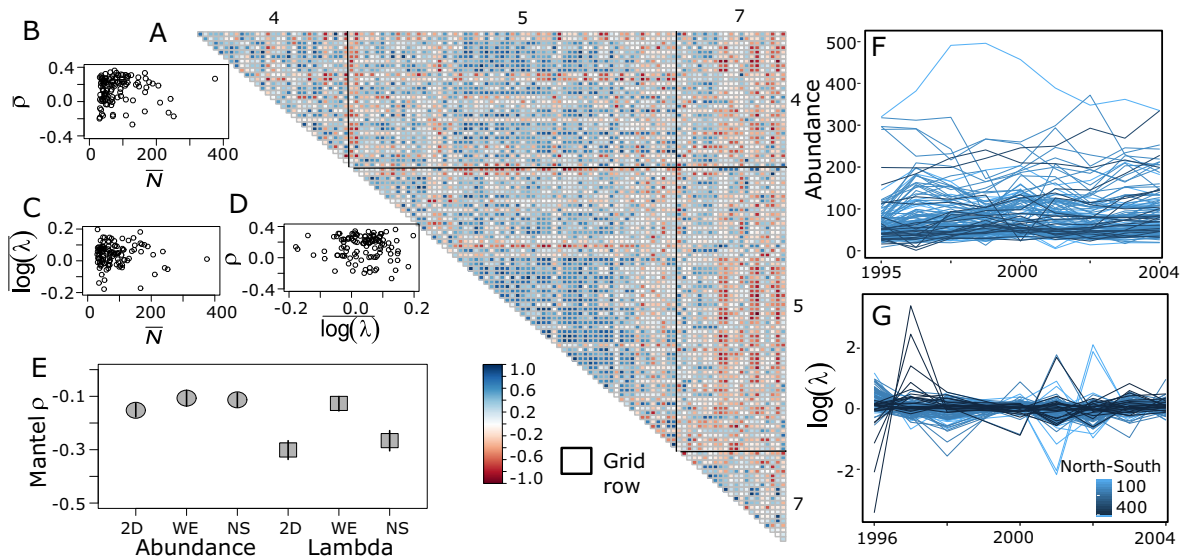 A
4 5 7
4
5
7
B
0.4
0.0
-0.4
ρ̅
0 200 400
N̅
C
0.2
0.0
-0.2
log(λ)
0 200 400
N̅
D
0.4
0.0
-0.4
ρ
-0.2 0.0 0.2
log(λ)
E
Mantel ρ
-0.1
-0.3
-0.5
2D WE NS 2D WE NS
Abundance Lambda
1.0
0.6
0.2
0.0
-0.2
-0.6
-1.0
Grid
row
F
Abundance
500
400
300
200
100
0
1995 2000 2004
G
log(λ)
2
0
-2
North-South
100
400
1996 2000 2004